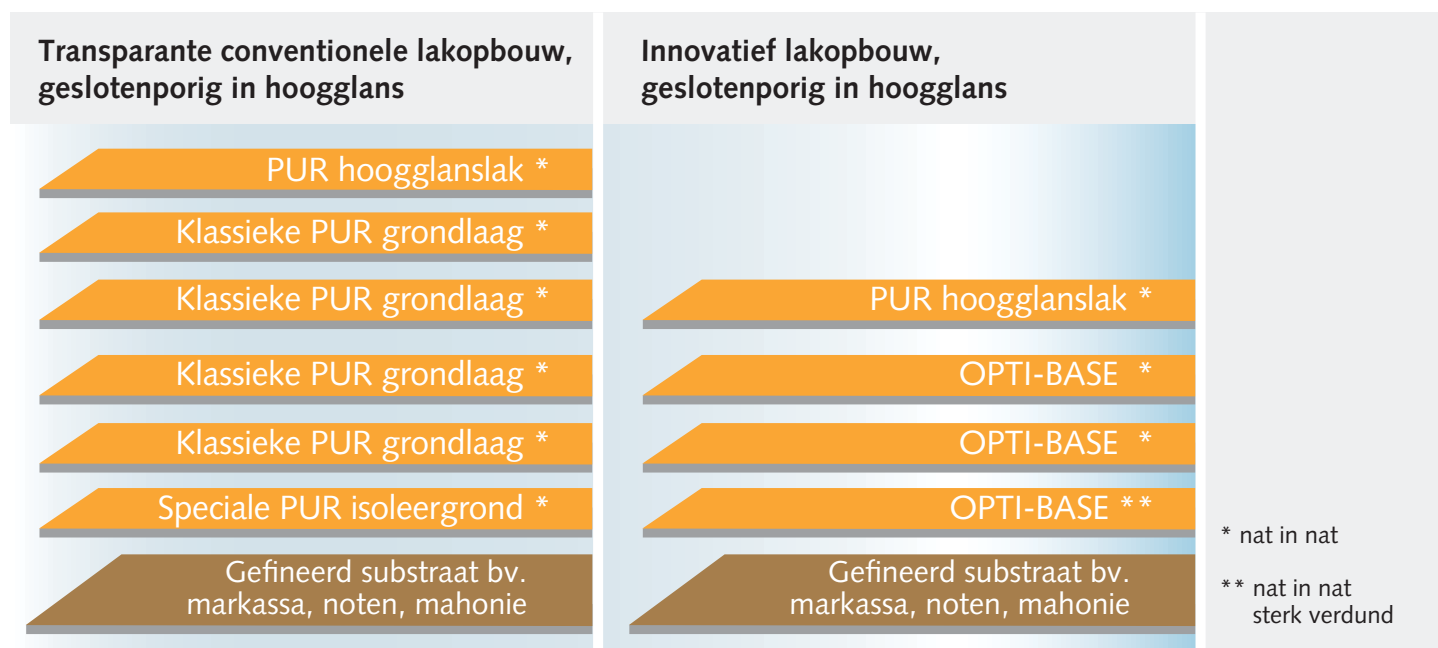 Transparante conventionele lakopbouw,
geslotenporig in hoogglans
PUR hoogglanslak *
Klassieke PUR grondlaag *
Klassieke PUR grondlaag *
Klassieke PUR grondlaag *
Klassieke PUR grondlaag *
Speciale PUR isoleergrond *
Gefineerd substraat bv.
markassa, noten, mahonie
Innovatief lakopbouw,
geslotenporig in hoogglans
PUR hoogglanslak *
OPTI-BASE *
OPTI-BASE *
OPTI-BASE **
Gefineerd substraat bv.
markassa, noten, mahonie
* nat in nat
** nat in nat
sterk verdund